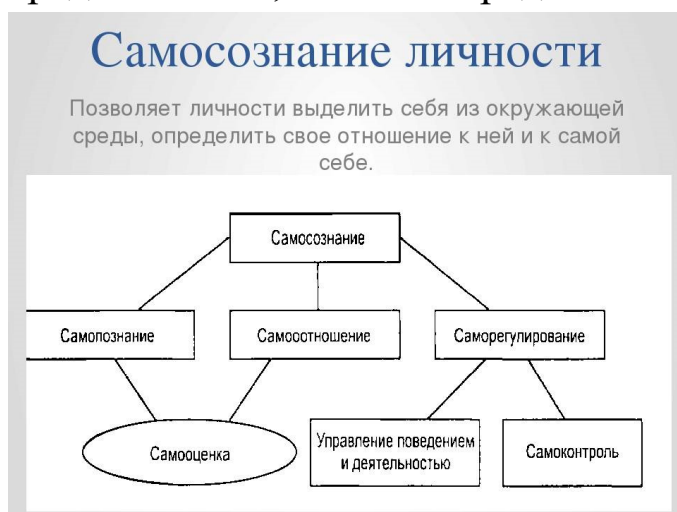 Самосознание личности
Позволяет личности выделить себя из окружающей
среды, определить свое отношение к ней и к самой
себе.
Самосознание
Самопознание
Самооотношение
Саморегулирование
Самооценка
Управление поведением
и деятельностью
Самоконтроль